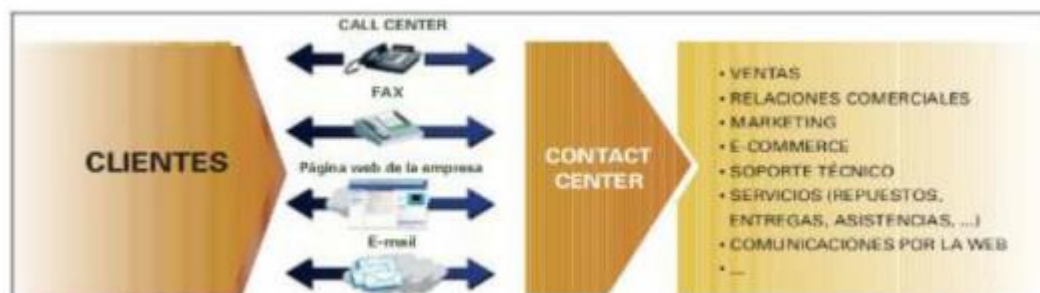 CLIENTES
CALL CENTER
FAX
Página web de la empresa
E-mail
CONTACT
CENTER
• VENTAS
• RELACIONES COMERCIALES
• MARKETING
• E-COMMERCE
• SOPORTE TÉCNICO
• SERVICIOS (REPUESTOS,
ENTREGAS, ASISTENCIAS, ...)
• COMUNICACIONES POR LA WEB
• ...